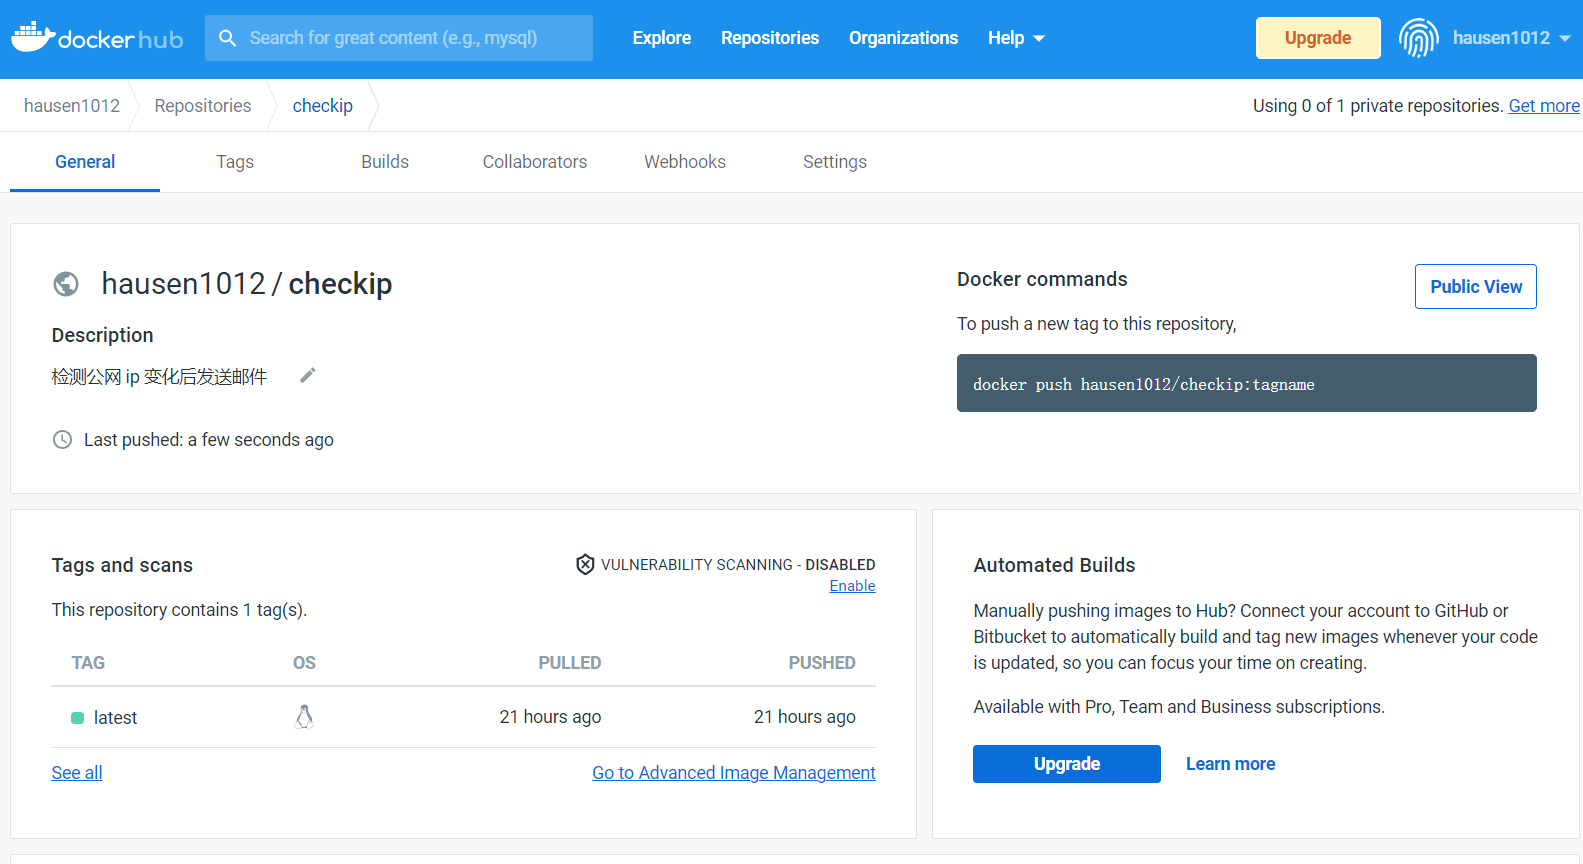 docker hub
Search for great content (e.g., mysql)
Explore
Repositories
Organizations
Help
Upgrade
hausen1012
hausen1012
Repositories
checkip
Using 0 of 1 private repositories. Get more
General
Tags
Builds
Collaborators
Webhooks
Settings
hausen1012 / checkip
Description
检测公网 ip 变化后发送邮件
Last pushed: a few seconds ago
Docker commands
Public View
To push a new tag to this repository,
docker push hausen1012/checkip:tagname
Tags and scans
VULNERABILITY SCANNING - DISABLED
Enable
This repository contains 1 tag(s).
TAG OS PULLED PUSHED
latest 21 hours ago 21 hours ago
See all
Go to Advanced Image Management
Automated Builds
Manually pushing images to Hub? Connect your account to GitHub or
Bitbucket to automatically build and tag new images whenever your code
is updated, so you can focus your time on creating.
Available with Pro, Team and Business subscriptions.
Upgrade
Learn more